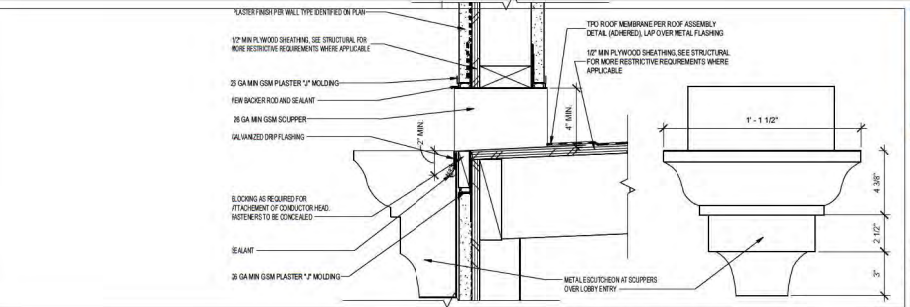 PLASTER FINISH PER WALL TYPE IDENTIFIED ON PLAN
1/2" MIN PLYWOOD SHEATHING, SEE STRUCTURAL FOR
MORE RESTRICTIVE REQUIREMENTS WHERE APPLICABLE
26 GA MIN GSM PLASTER "J" MOLDING
NEW BACKER ROD AND SEALANT
26 GA MIN GSM SCUPPER
GALVANIZED DRIP FLASHING
BLOCKING AS REQUIRED FOR
ATTACHEMENT OF CONDUCTOR HEAD.
FASTENERS TO BE CONCEALED
SEALANT
26 GA MIN GSM PLASTER "J" MOLDING
2" MIN.
4" MIN.
TPO ROOF MEMBRANE PER ROOF ASSEMBLY
DETAIL (ADHERED), LAP OVER METAL FLASHING
1/2" MIN PLYWOOD SHEATHING, SEE STRUCTURAL
FOR MORE RESTRICTIVE REQUIREMENTS WHERE
APPLICABLE
1' - 1 1/2"
4 3/8"
2 1/2"
3"
METAL ESCUTCHEON AT SCUPPERS
OVER LOBBY ENTRY